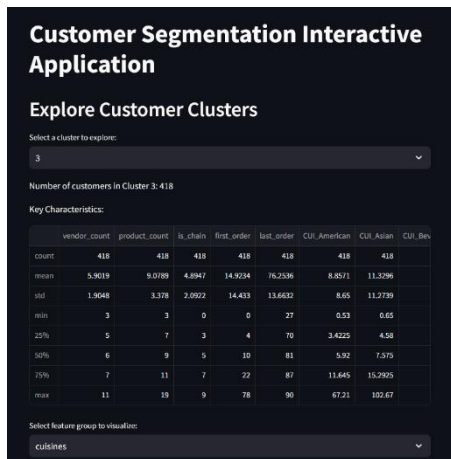 Customer Segmentation Interactive
Application
Explore Customer Clusters
Select a cluster to explore:
3
Number of customers in Cluster 3: 418
Key Characteristics:
vendor_count product_count is_chain first_order last_order CUI_American CUI_Asian CUI_Bev
count 418 418 418 418 418 418 418
mean 5.9019 9.0789 4.8947 14.9234 76.2536 8.8571 11.3296
std 1.9048 3.378 2.0922 14.433 13.6632 8.65 11.2739
min 3 3 0 0 27 0.53 0.65
25% 5 7 3 4 70 3.4225 4.58
50% 6 9 5 10 81 5.92 7.575
75% 7 11 7 22 87 11.645 15.2925
max 11 19 9 78 90 67.21 102.67
Select feature group to visualize:
cuisines